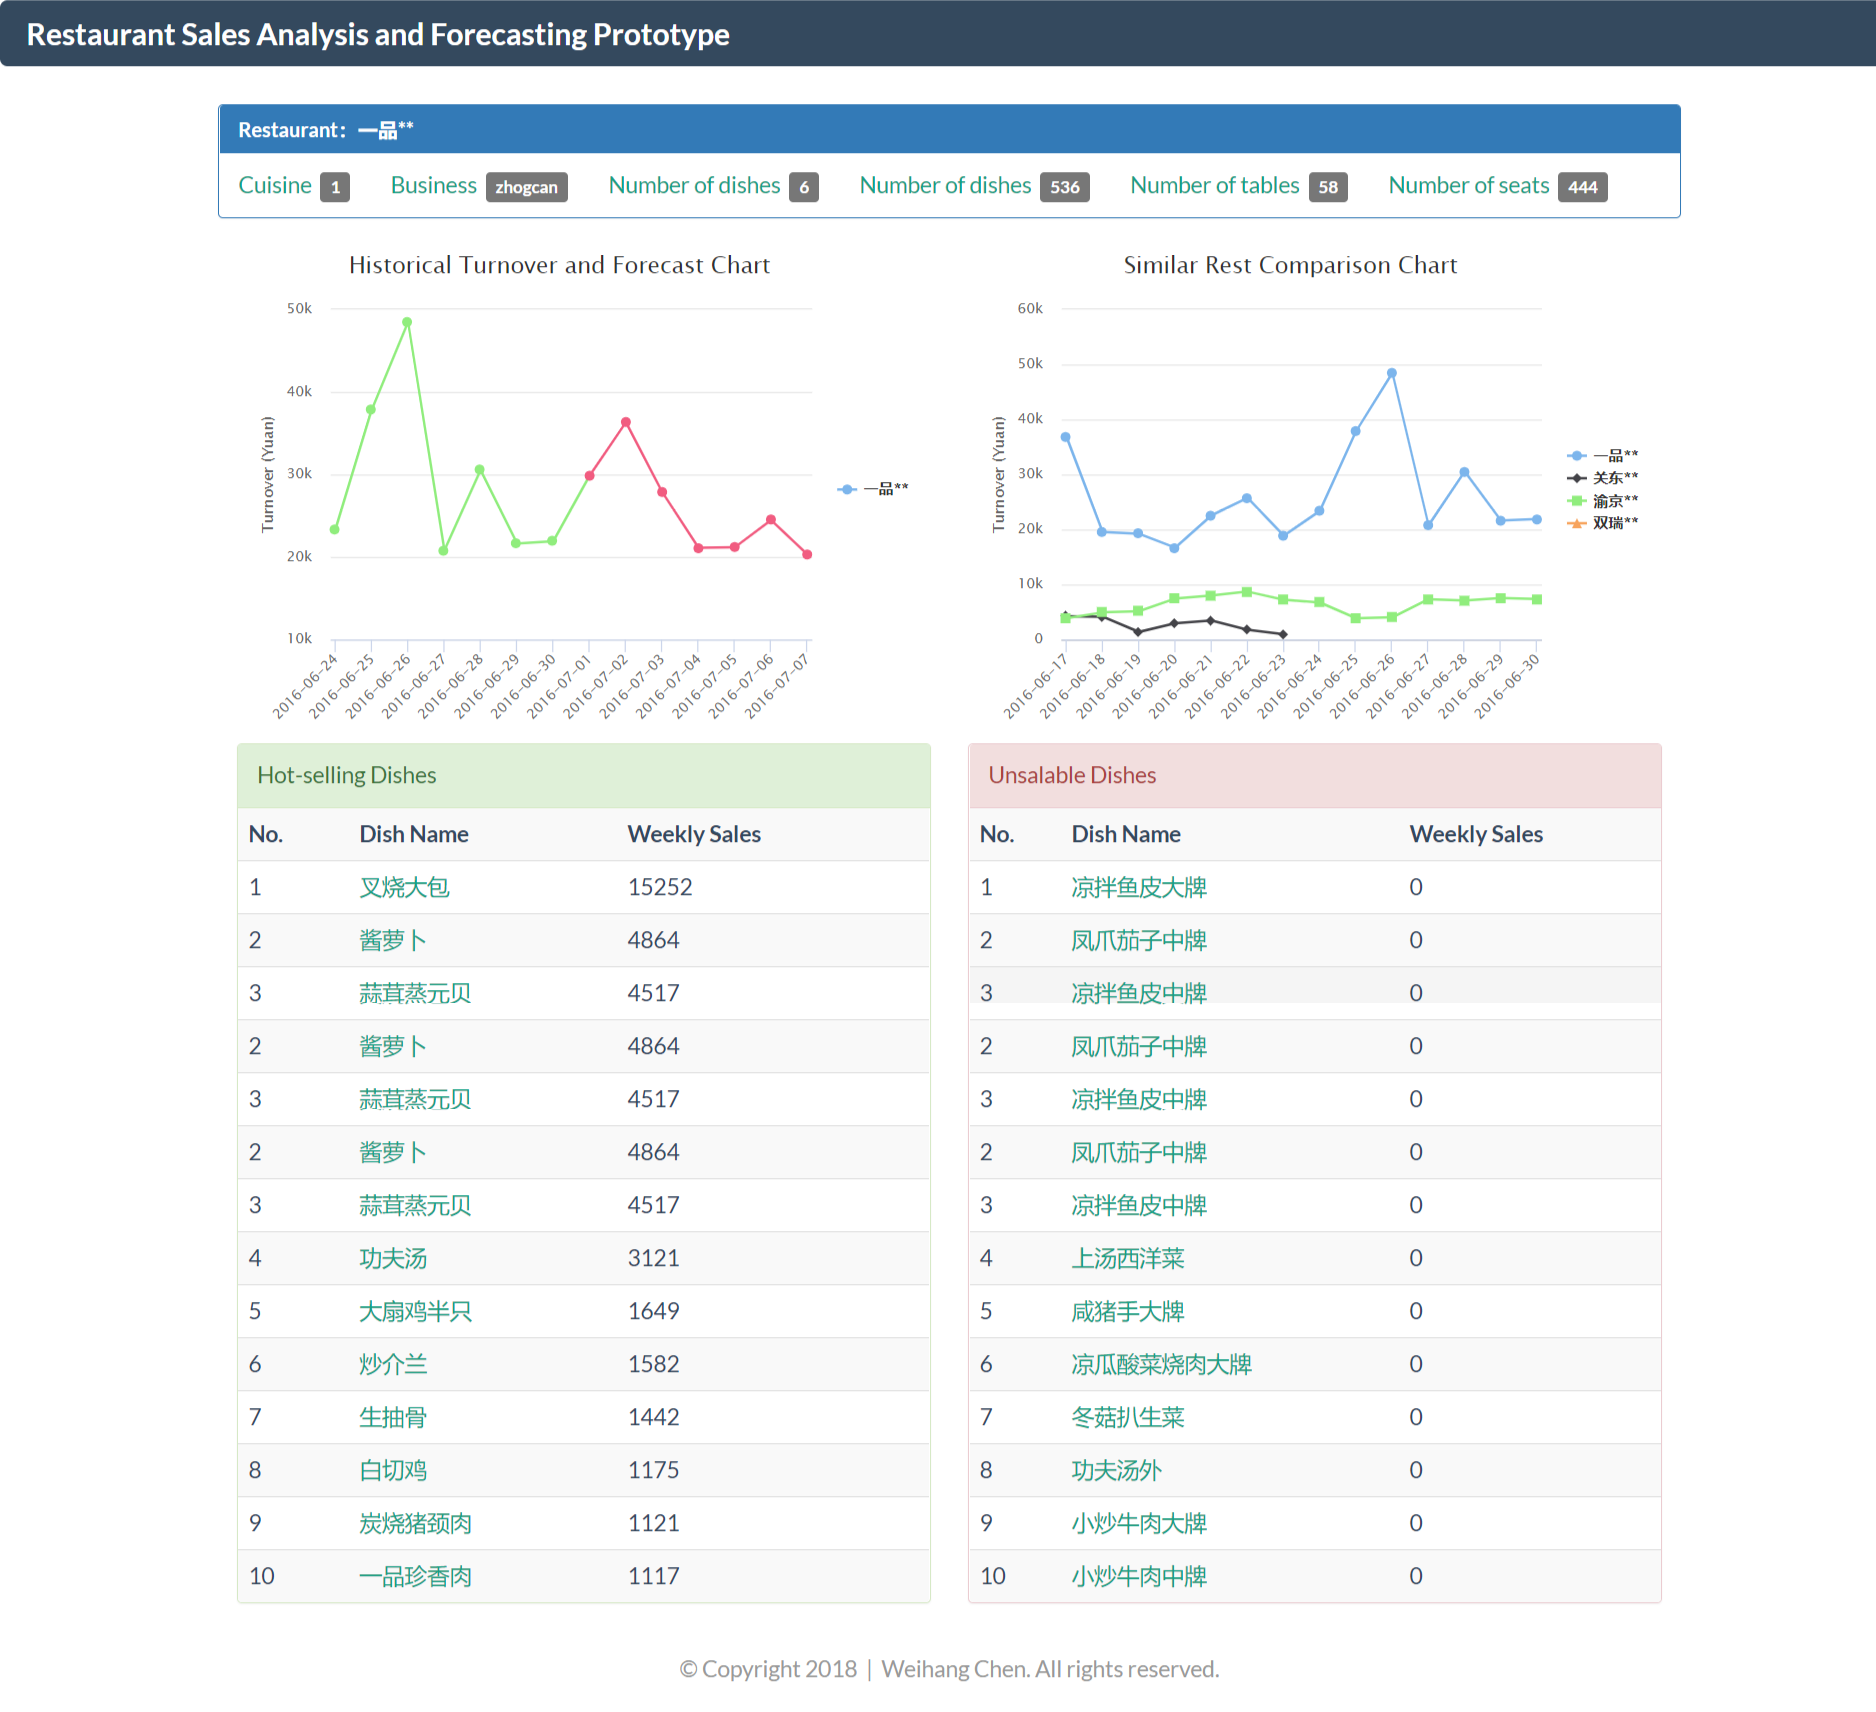 Restaurant Sales Analysis and Forecasting Prototype
Restaurant：一品**
Cuisine 1 Business zhogcan Number of dishes 6 Number of dishes 536 Number of tables 58 Number of seats 444
Historical Turnover and Forecast Chart
Turnover (Yuan)
50k
40k
30k
20k
10k
2016-06-24
2016-06-25
2016-06-26
2016-06-27
2016-06-28
2016-06-29
2016-06-30
2016-07-01
2016-07-02
2016-07-03
2016-07-04
2016-07-05
2016-07-06
2016-07-07
一品**
Similar Rest Comparison Chart
Turnover (Yuan)
60k
50k
40k
30k
20k
10k
0
2016-06-17
2016-06-18
2016-06-19
2016-06-20
2016-06-21
2016-06-22
2016-06-23
2016-06-24
2016-06-25
2016-06-26
2016-06-27
2016-06-28
2016-06-29
2016-06-30
一品**
关东**
渝京**
双瑞**
Hot-selling Dishes
No. Dish Name Weekly Sales
1 叉烧大包 15252
2 酱萝卜 4864
3 蒜茸蒸元贝 4517
2 酱萝卜 4864
3 蒜茸蒸元贝 4517
2 酱萝卜 4864
3 蒜茸蒸元贝 4517
4 功夫汤 3121
5 大扇鸡半只 1649
6 炒介兰 1582
7 生抽骨 1442
8 白切鸡 1175
9 炭烧猪颈肉 1121
10 一品珍香肉 1117
Unsalable Dishes
No. Dish Name Weekly Sales
1 凉拌鱼皮大牌 0
2 凤爪茄子中牌 0
3 凉拌鱼皮中牌 0
2 凤爪茄子中牌 0
3 凉拌鱼皮中牌 0
2 凤爪茄子中牌 0
3 凉拌鱼皮中牌 0
4 上汤西洋菜 0
5 咸猪手大牌 0
6 凉瓜酸菜烧肉大牌 0
7 冬菇扒生菜 0
8 功夫汤外 0
9 小炒牛肉大牌 0
10 小炒牛肉中牌 0
© Copyright 2018 | Weihang Chen. All rights reserved.